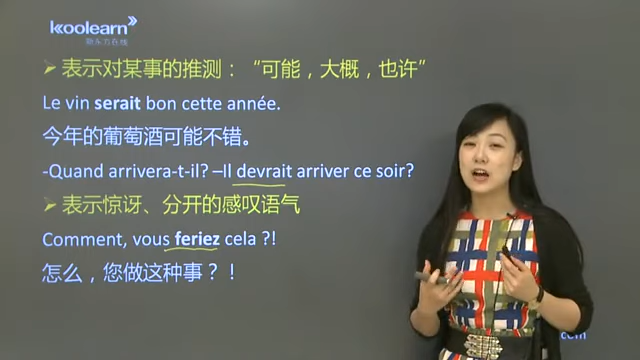 koolearn
新东方在线
表示对某事的推测：“可能，大概，也许”
Le vin serait bon cette année.
今年的葡萄酒可能不错。
-Quand arrivera-t-il? –Il devrait arriver ce soir?
表示惊讶、分开的感叹语气
Comment, vous feriez cela ?!
怎么，您做这种事？！
com